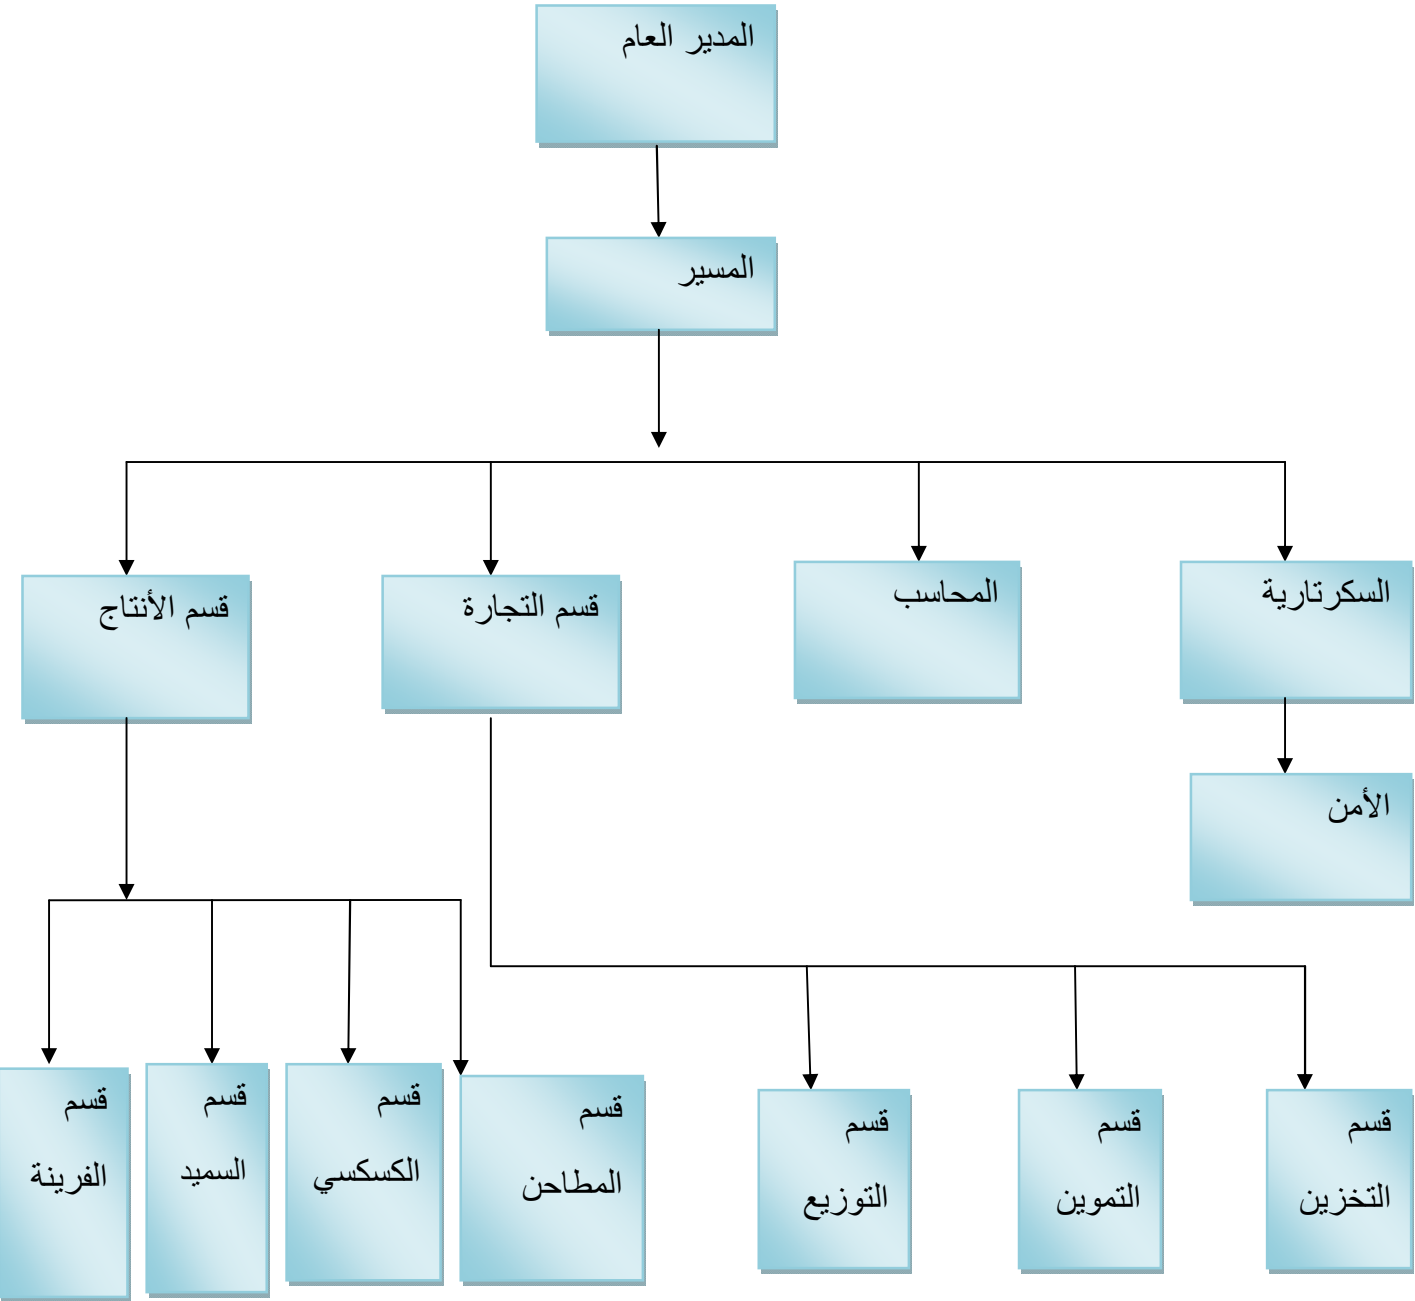 المدير العام
المسير
السكرتارية
المحاسب
قسم التجارة
قسم الأنتاج
الأمن
قسم
التخزين
قسم
التموين
قسم
التوزيع
قسم
المطاحن
قسم
الكسكسي
قسم
السميد
قسم
الفرينة